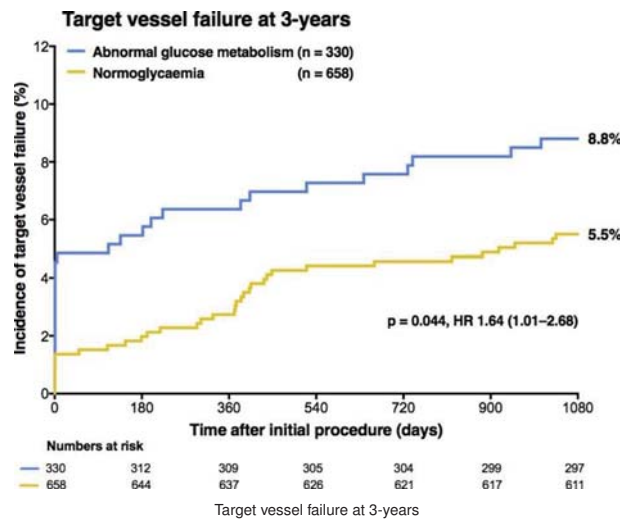 Target vessel failure at 3-years
Abnormal glucose metabolism (n = 330)
Normoglycaemia (n = 658)
Incidence of target vessel failure (%)
12
10
8
6
4
2
0
8.8%
5.5%
p = 0.044, HR 1.64 (1.01–2.68)
0 180 360 540 720 900 1080
Time after initial procedure (days)
Numbers at risk
330 312 309 305 304 299 297
658 644 637 626 621 617 611
Target vessel failure at 3-years